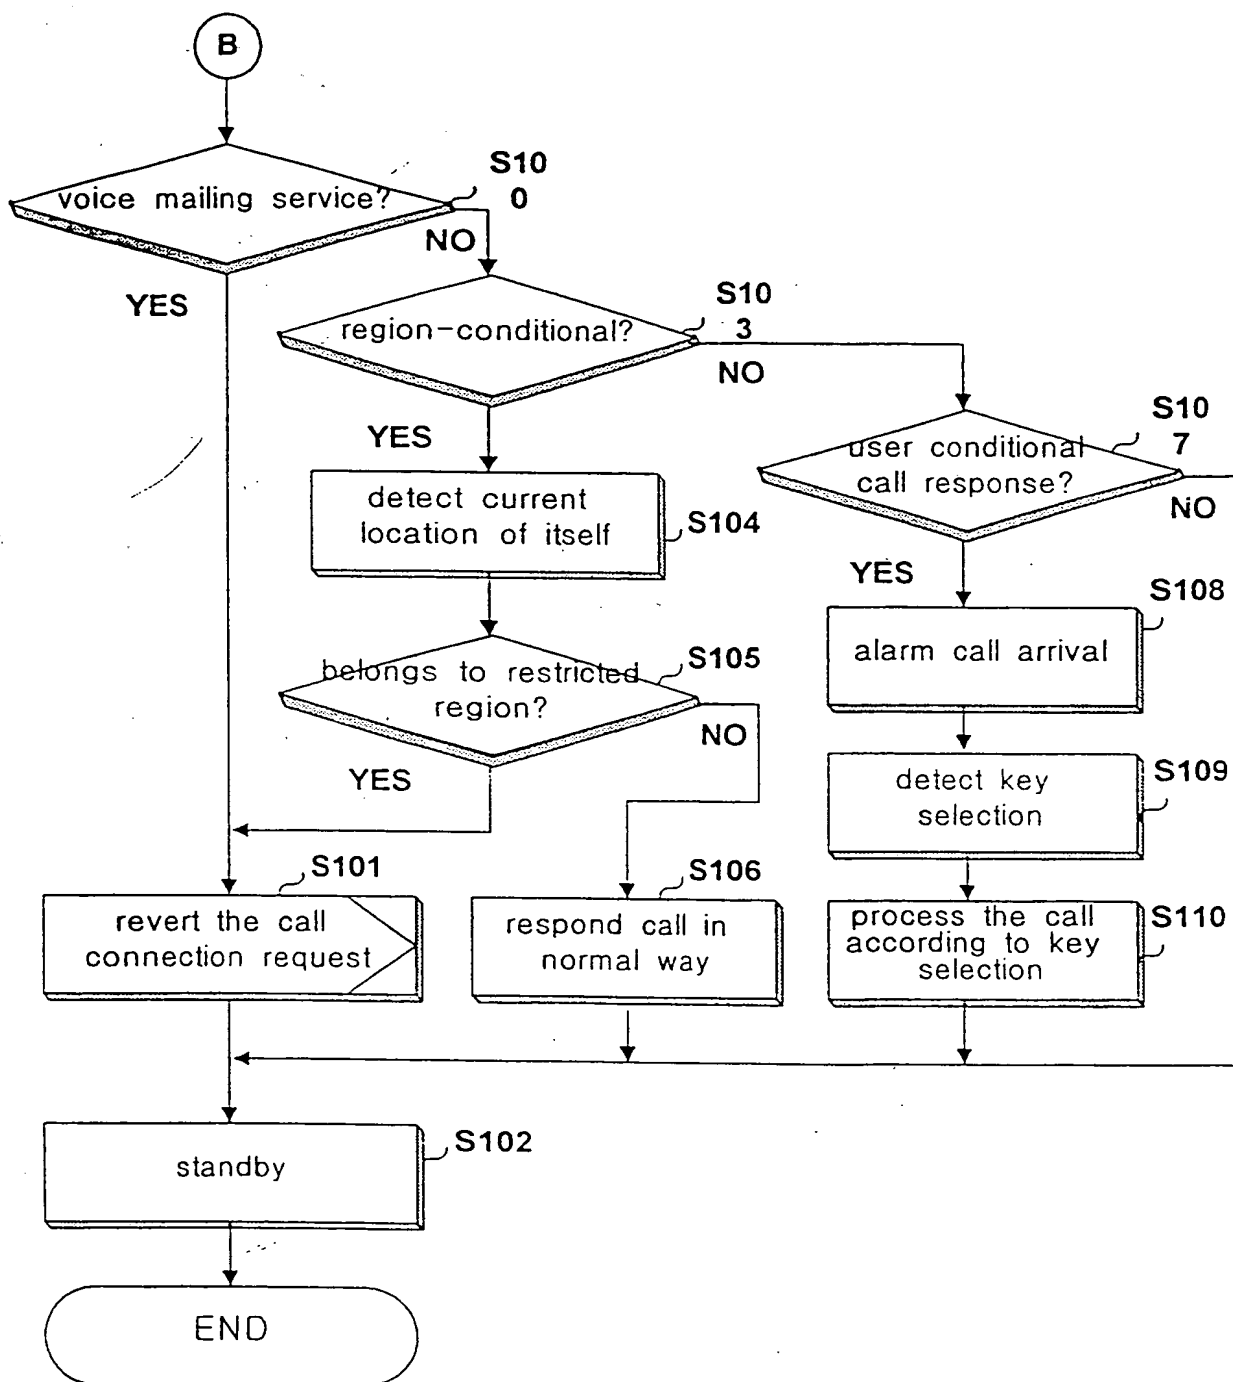 B
voice mailing service?
S10
0
NO
YES
region-conditional?
S10
3
NO
YES
user conditional
call response?
S10
7
NO
YES
detect current
location of itself
S104
belongs to restricted
region?
S105
NO
YES
alarm call arrival
S108
detect key
selection
S109
revert the call
connection request
S101
respond call in
normal way
S106
process the call
according to key
selection
S110
standby
S102
END